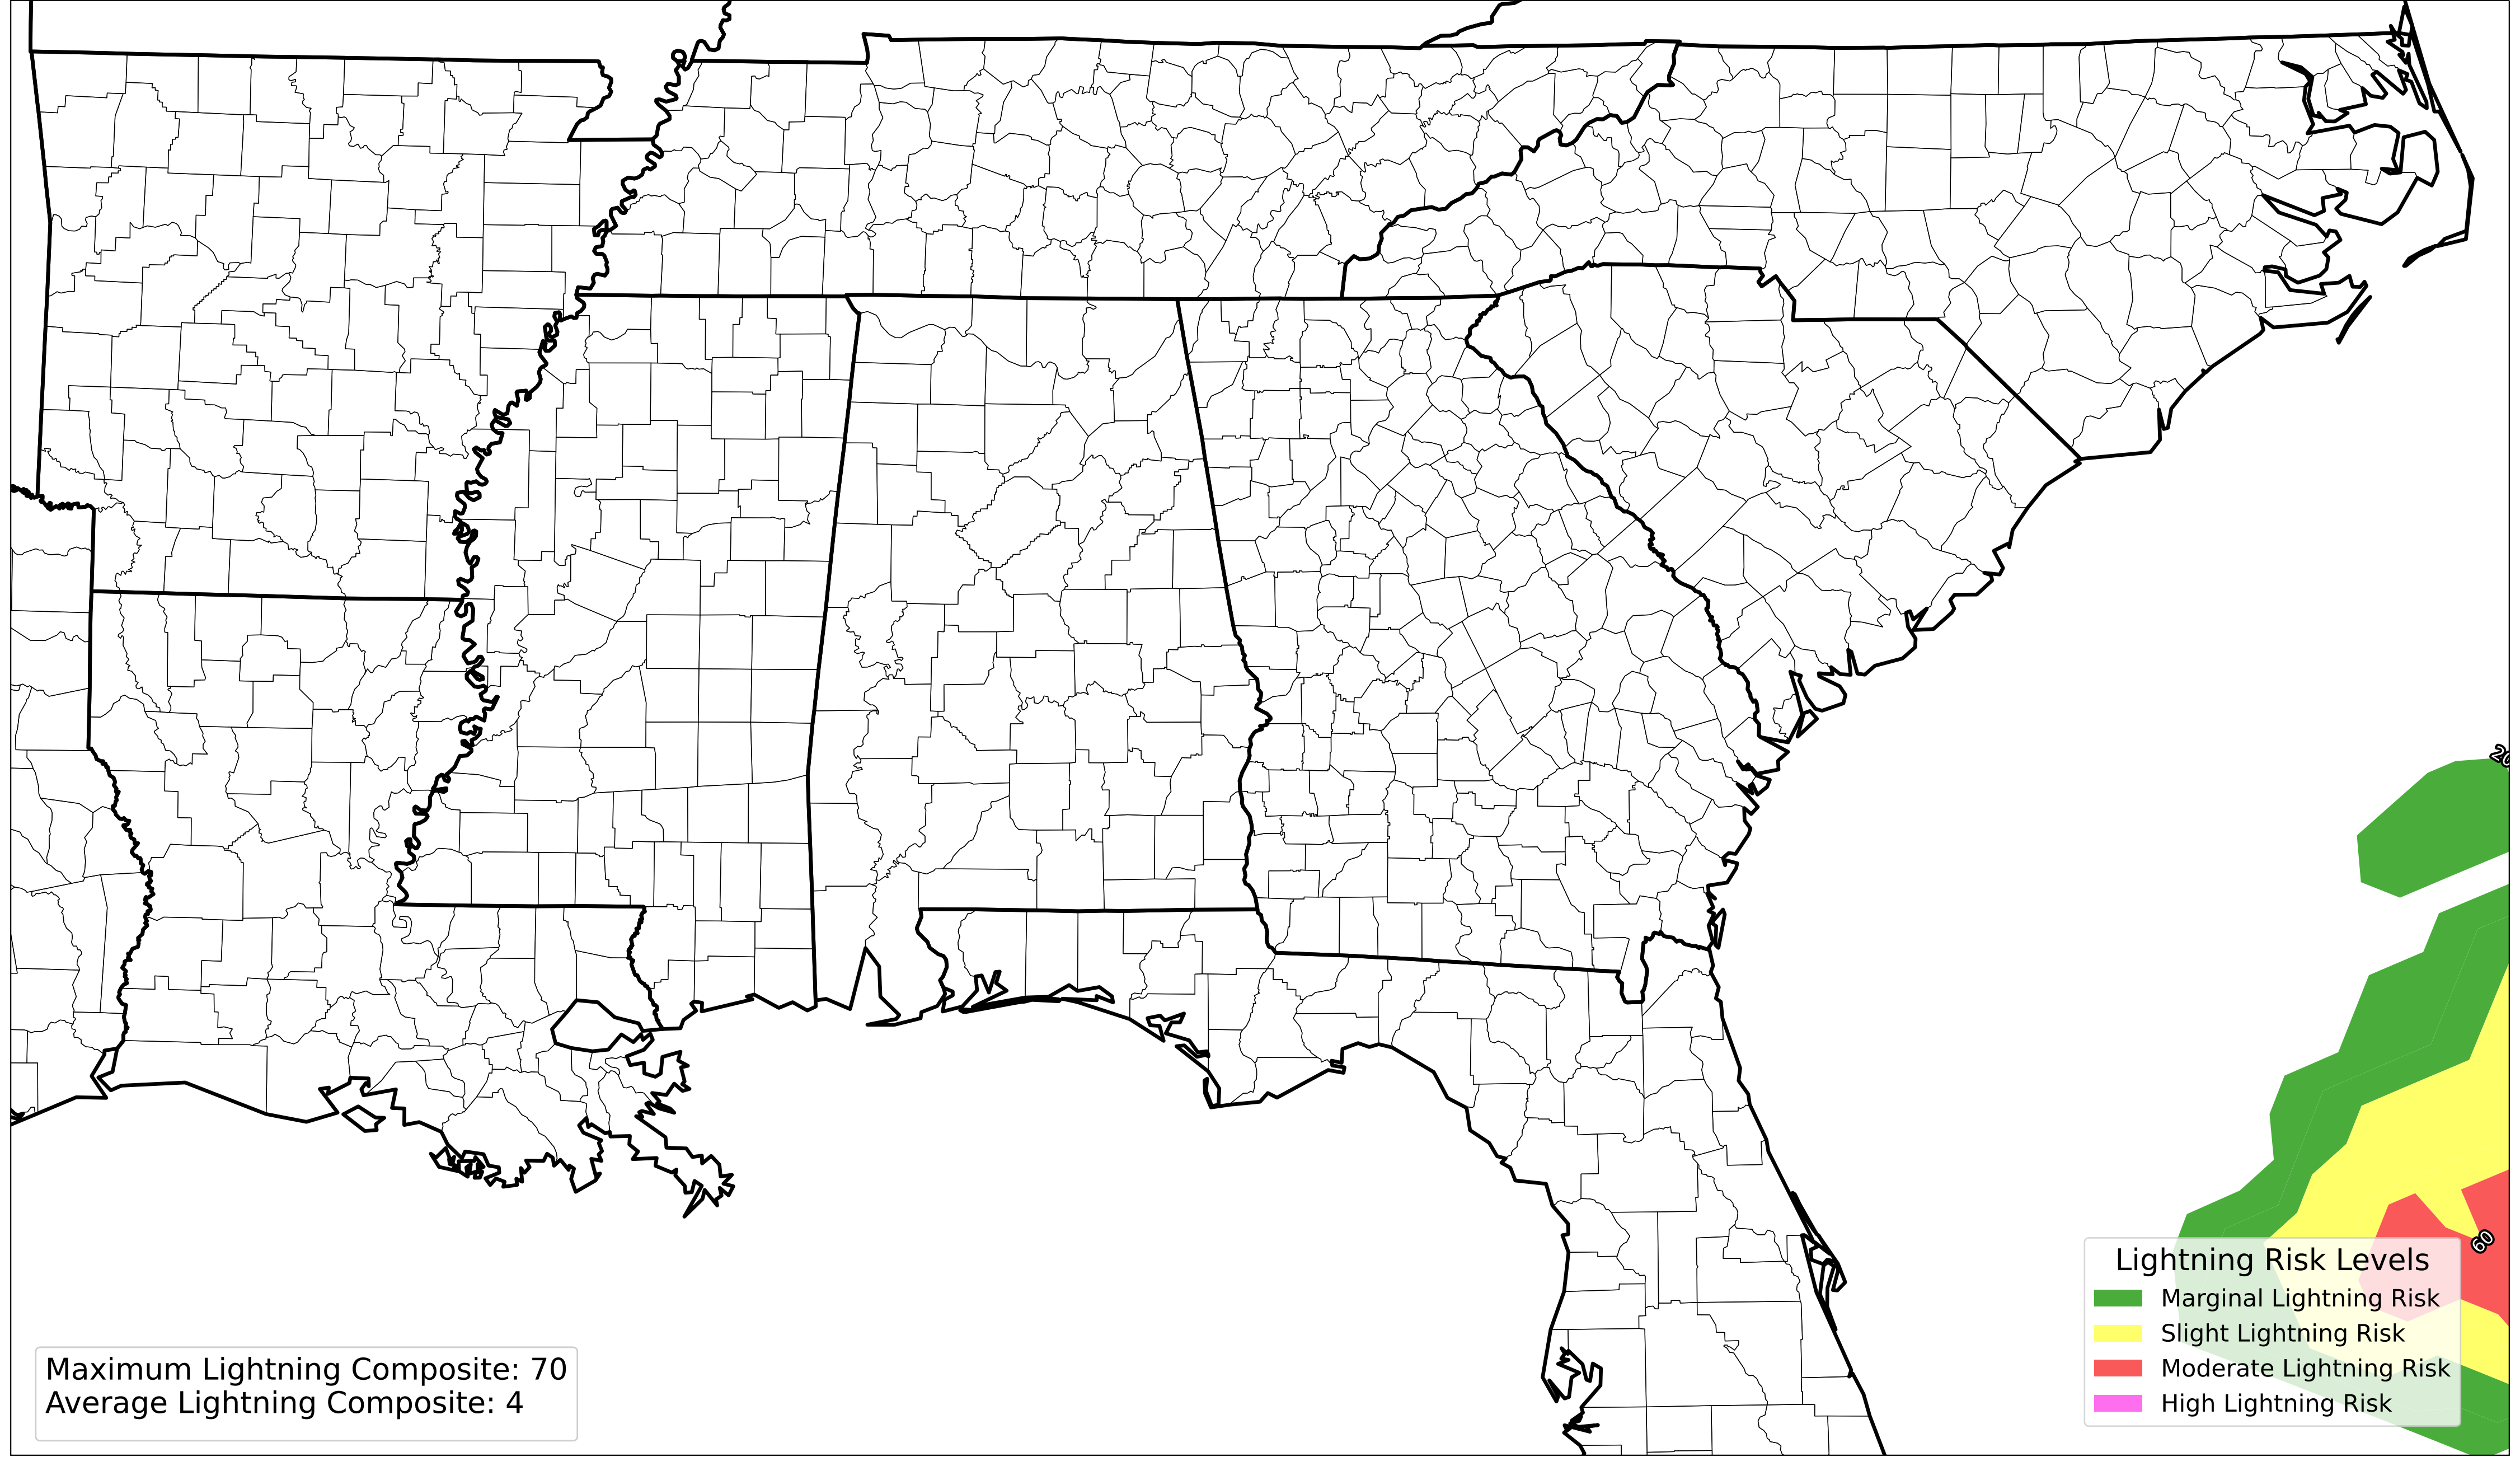 20
60
Lightning Risk Levels
Marginal Lightning Risk
Slight Lightning Risk
Moderate Lightning Risk
High Lightning Risk
Maximum Lightning Composite: 70
Average Lightning Composite: 4